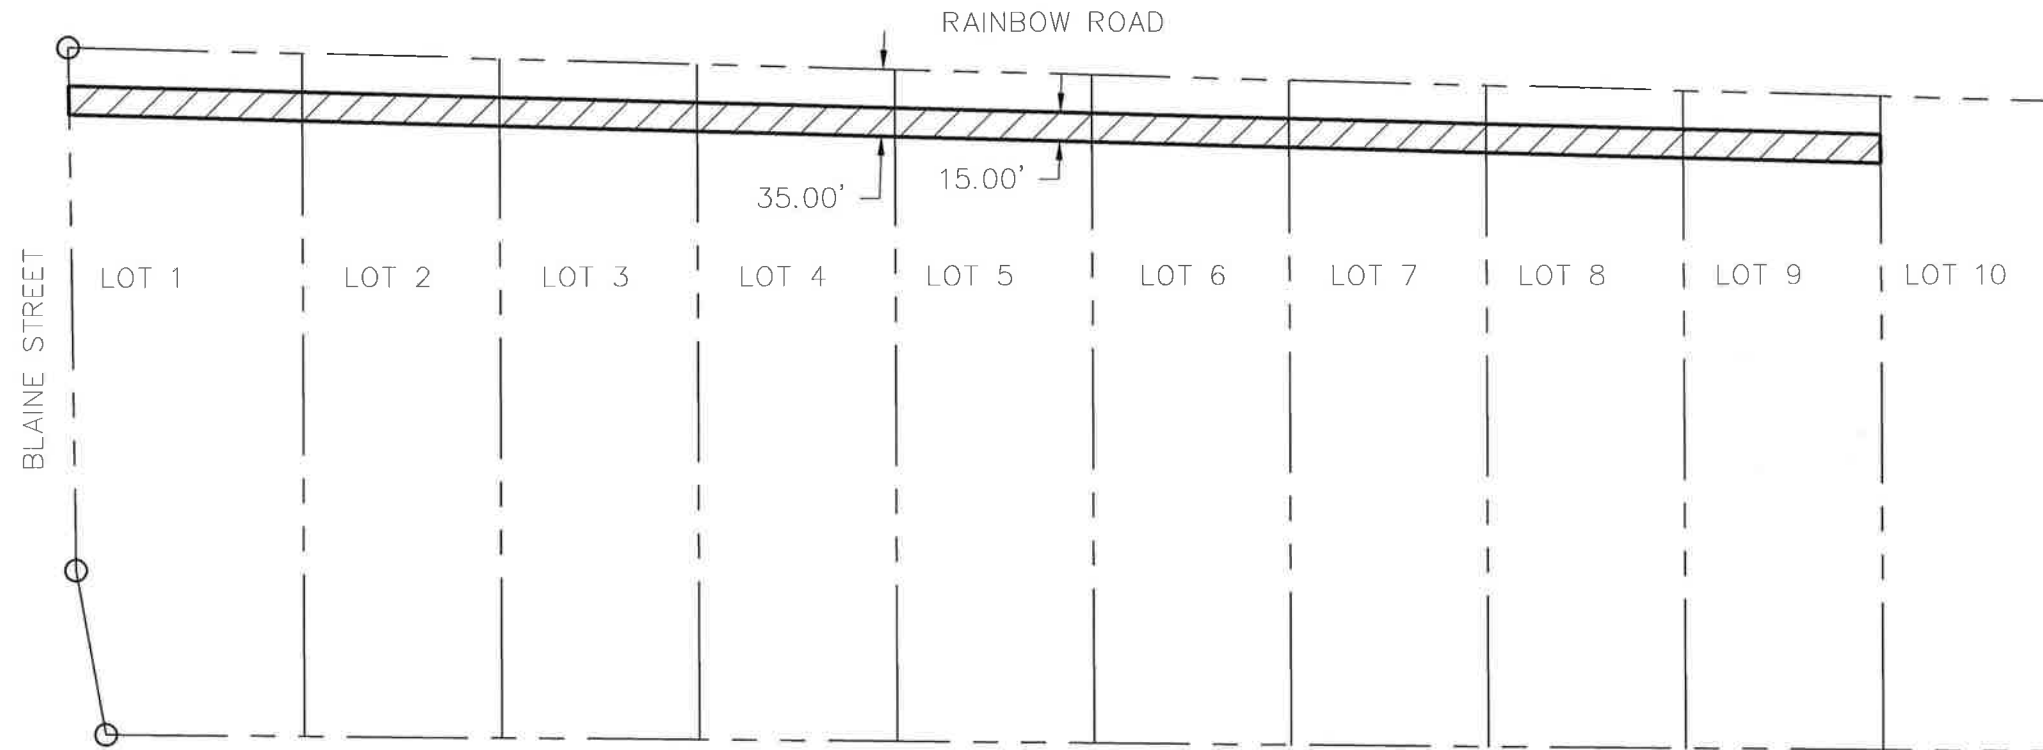 RAINBOW ROAD
35.00'
15.00'
BLAINE STREET
LOT 1
LOT 2
LOT 3
LOT 4
LOT 5
LOT 6
LOT 7
LOT 8
LOT 9
LOT 10